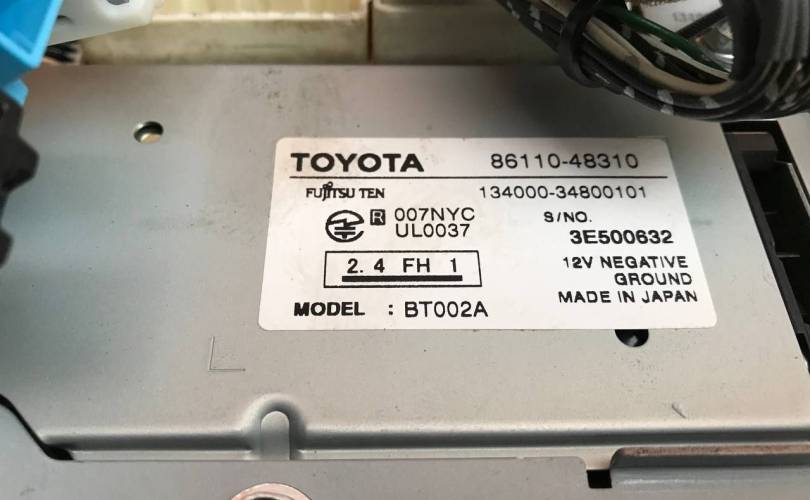 TOYOTA 86110-48310
FUJITSU TEN 134000-34800101
R 007NYC
UL0037
S/NO.
3E500632
2.4 FH 1
12V NEGATIVE
GROUND
MADE IN JAPAN
MODEL : BT002A